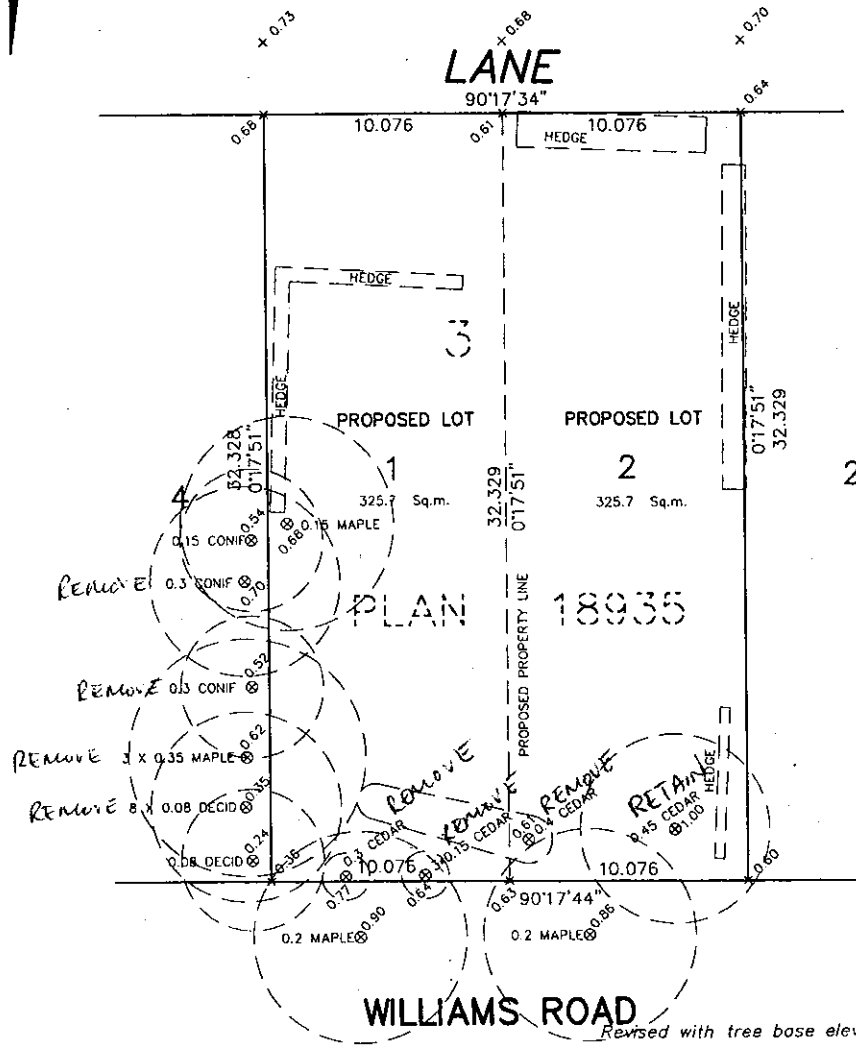 + 0.73
+ 0.68
+ 0.70
LANE
90°17'34"
0.64
0.68
10.076
0.61
10.076
HEDGE
HEDGE
HEDGE
HEDGE
3
PROPOSED LOT
PROPOSED LOT
32.328
0°17'51"
1
32.329
0°17'51"
2
0°17'51"
32.329
2
4
325.7 Sq.m.
325.7 Sq.m.
0.54
0.15 CONIF
0.68
0.15 MAPLE
REMOVE 0.3 CONIF
0.70
PLAN 18935
PROPOSED PROPERTY LINE
0.52
REMOVE 0.3 CONIF
0.62
REMOVE 3 X 0.35 MAPLE
0.35
REMOVE 8 X 0.08 DECID
REMOVE
REMOVE
REMOVE
RETAIN
HEDGE
0.3 CEDAR
0.15 CEDAR
0.61
0.4 CEDAR
0.45 CEDAR
1.00
0.24
0.08 DECID
0.36
10.076
10.076
0.60
0.77
0.64
0.63
90°17'44"
0.90
0.2 MAPLE
0.86
0.2 MAPLE
WILLIAMS ROAD
Revised with tree base elev